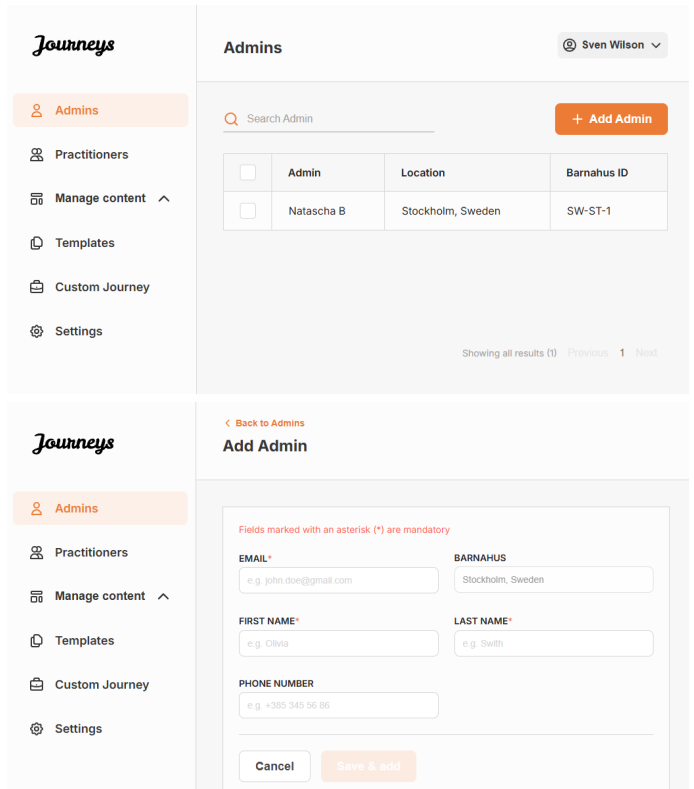 Journeys
Admins
Sven Wilson
Admins
Search Admin
+ Add Admin
Practitioners
Admin Location Barnahus ID
Manage content
Natascha B Stockholm, Sweden SW-ST-1
Templates
Custom Journey
Settings
Showing all results (1) Previous 1 Next
Journeys
< Back to Admins
Add Admin
Admins
Practitioners
Manage content
Templates
Custom Journey
Settings
Fields marked with an asterisk (*) are mandatory
EMAIL* BARNAHUS
e.g. john.doe@gmail.com Stockholm, Sweden
FIRST NAME* LAST NAME*
e.g. Olivia e.g. Swith
PHONE NUMBER
e.g. +385 345 56 86
Cancel Save & add